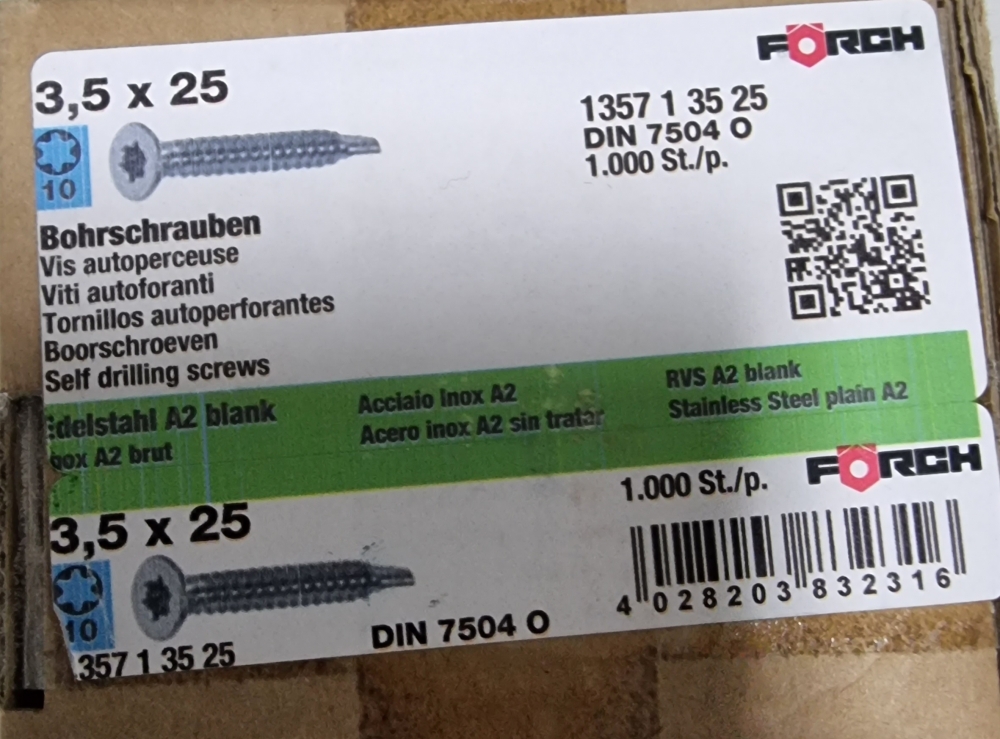 FÖRCH
3,5 x 25
10
1357 1 35 25
DIN 7504 O
1.000 St./p.
Bohrschrauben
Vis autoperceuse
Viti autoforanti
Tornillos autoperforantes
Boorschroeven
Self drilling screws
Edelstahl A2 blank
nox A2 brut
Acciaio Inox A2
Acero inox A2 sin tratar
RVS A2 blank
Stainless Steel plain A2
FÖRCH
1.000 St./p.
3,5 x 25
10
357 1 35 25
DIN 7504 O
4 028203 832316